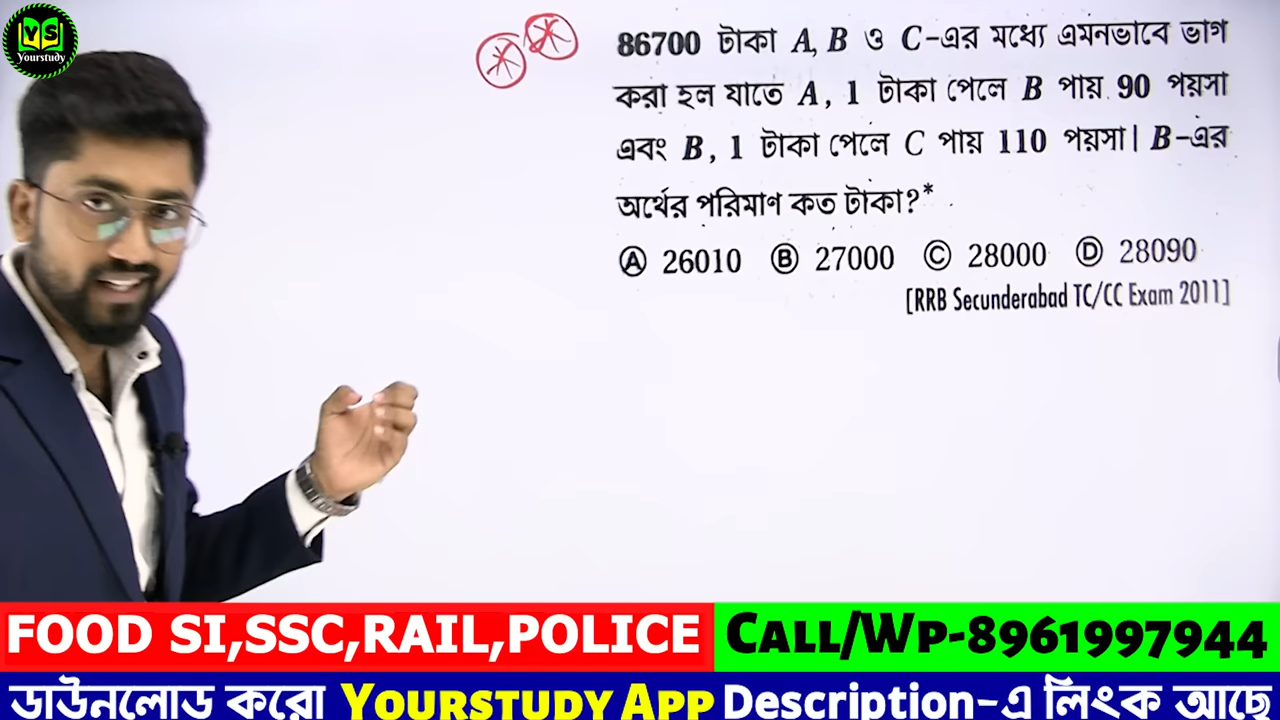 YS
Yourstudy
86700 টাকা A, B ও C-এর মধ্যে এমনভাবে ভাগ
করা হল যাতে A, 1 টাকা পেলে B পায় 90 পয়সা
এবং B, 1 টাকা পেলে C পায় 110 পয়সা| B-এর
অর্থের পরিমাণ কত টাকা?*
Ⓐ 26010 Ⓑ 27000 Ⓒ 28000 Ⓓ 28090
[RRB Secunderabad TC/CC Exam 2011]
FOOD SI,SSC,RAIL,POLICE
CALL/WP-8961997944
ডাউনলোড করো YOURSTUDY APP Description-এ লিংক আছে